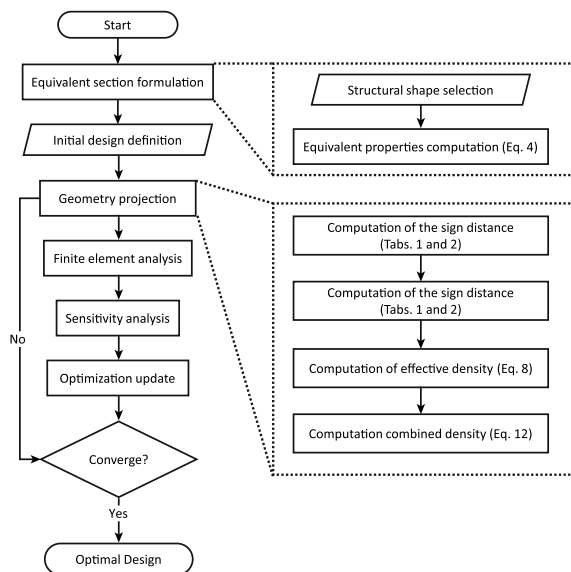 Start
Equivalent section formulation
Initial design definition
Geometry projection
Finite element analysis
Sensitivity analysis
No
Optimization update
Converge?
Yes
Optimal Design
Structural shape selection
Equivalent properties computation (Eq. 4)
Computation of the sign distance
(Tabs. 1 and 2)
Computation of the sign distance
(Tabs. 1 and 2)
Computation of effective density (Eq. 8)
Computation combined density (Eq. 12)